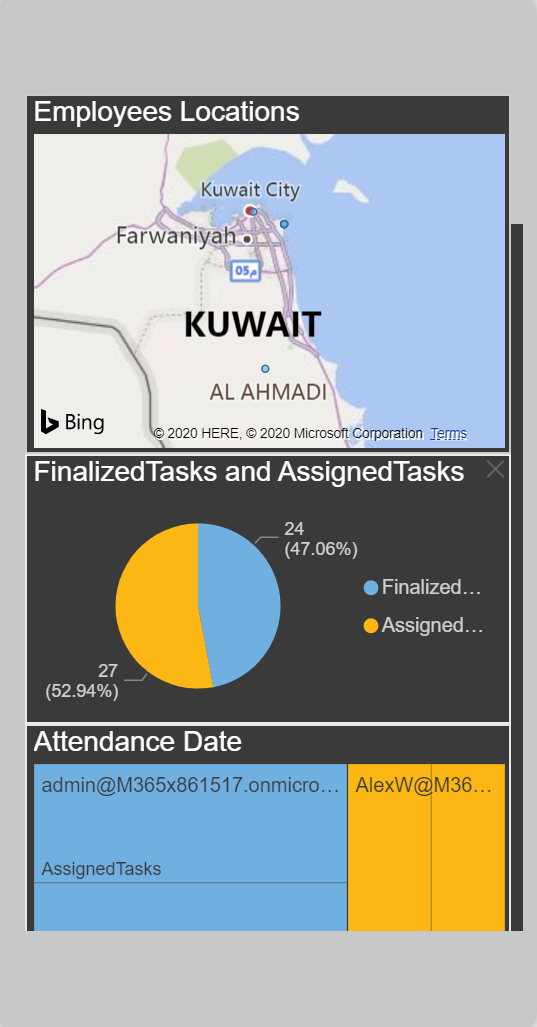 Employees Locations
Kuwait City
Farwaniyah
05م
KUWAIT
AL AHMADI
Bing
© 2020 HERE, © 2020 Microsoft Corporation Terms
FinalizedTasks and AssignedTasks
24
(47.06%)
Finalized…
Assigned…
27
(52.94%)
Attendance Date
admin@M365x861517.onmicro…
AlexW@M36…
AssignedTasks